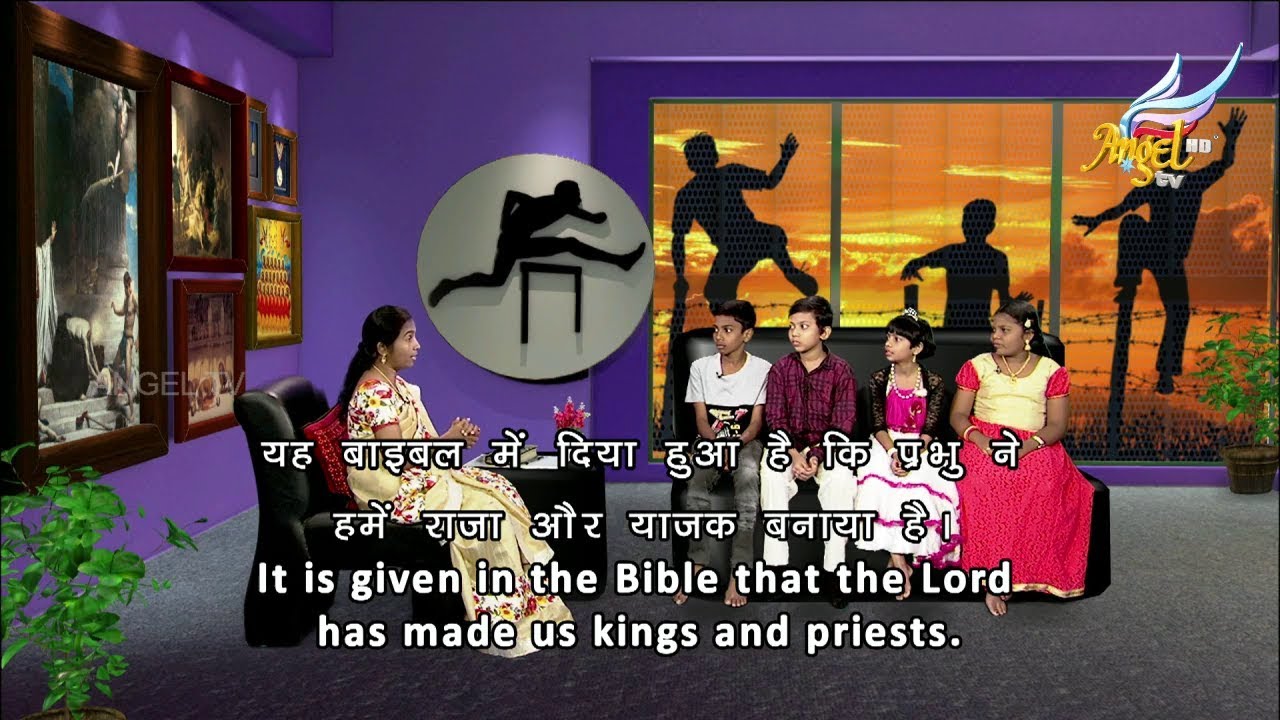 Angel HD
tv
ANGEL TV
यह बाइबल में दिया हुआ है कि प्रभु ने
हमें राजा और याजक बनाया है।
It is given in the Bible that the Lord
has made us kings and priests.